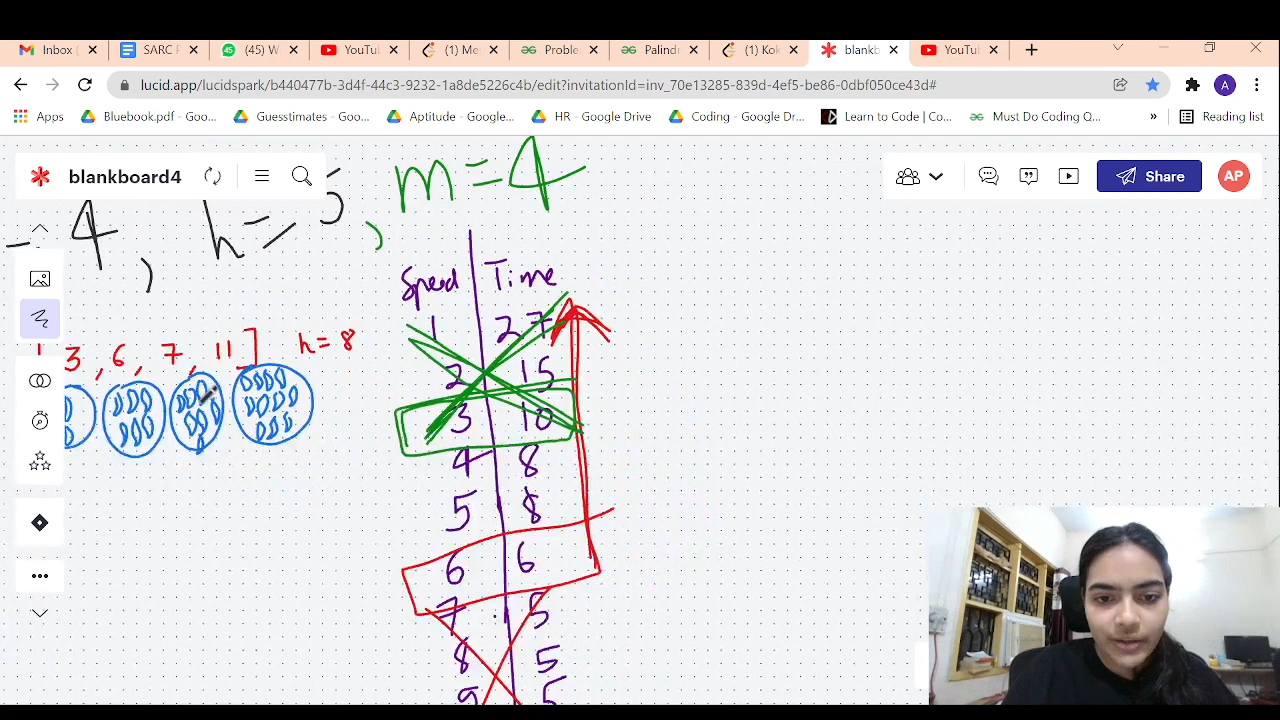 Inbox (
SARC F
(45) W
YouTu
(1) Me
Proble
Palind
(1) Kok
blankb
YouTu
lucid.app/lucidspark/b440477b-3d4f-44c3-9232-1a8de5226c4b/edit?invitationId=inv_70e13285-839d-4ef5-be86-0dbf050ce43d#
A
Apps
Bluebook.pdf - Goo...
Guesstimates - Goo...
Aptitude - Google...
HR - Google Drive
Coding - Google Dr...
Learn to Code | Co...
Must Do Coding Q...
»
Reading list
blankboard4
Share
AP
m=4
4, h=5,
Speed Time
1 27
2 15
3 10
4 8
5 8
6 6
7 5
8 5
9 5
1 3, 6, 7, 11] h=8